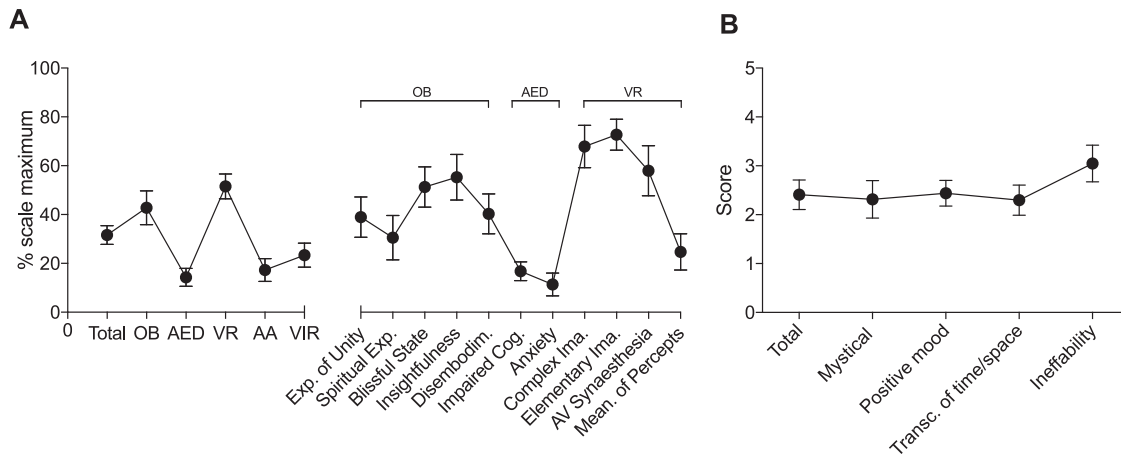 A
B
100
80
60
40
20
0
0
% scale maximum
OB
AED
VR
Total OB AED VR AA VIR
Exp. of Unity
Spiritual Exp.
Blissful State
Insightfulness
Disembodim.
Impaired Cog.
Anxiety
Complex Ima.
Elementary Ima.
AV Synaesthesia
Mean. of Percepts
5
4
3
2
1
0
Score
Total
Mystical
Positive mood
Transc. of time/space
Ineffability